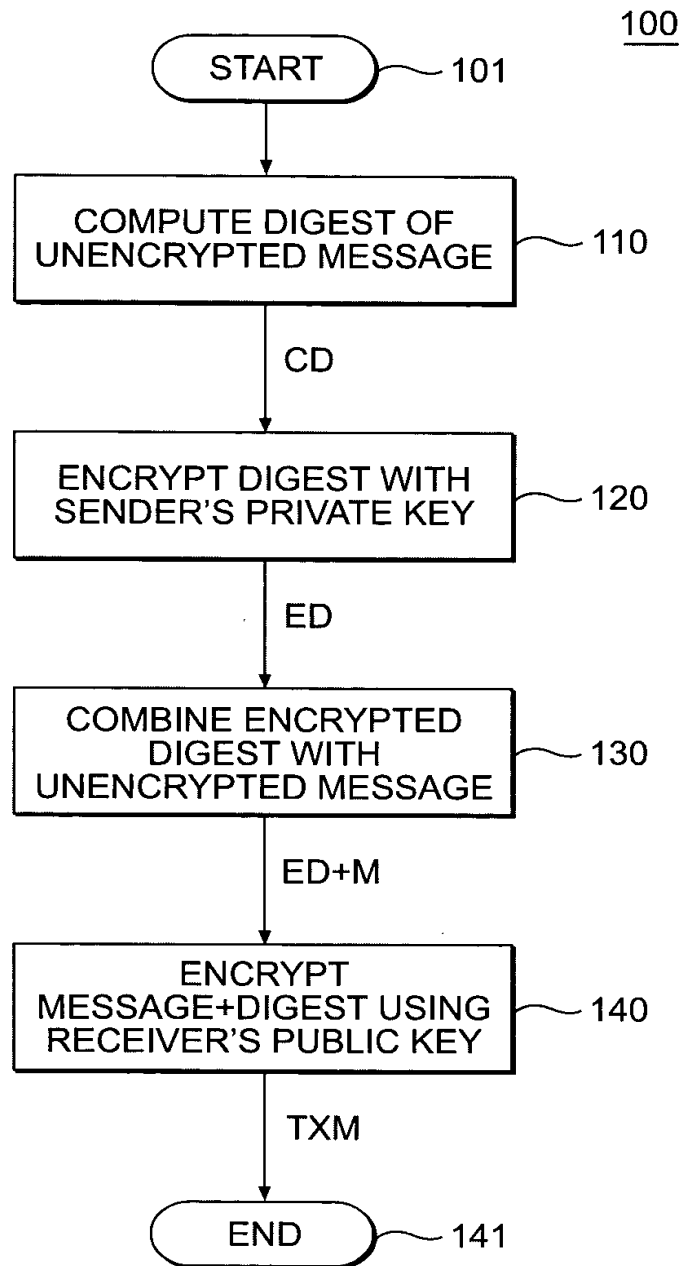 100
START
101
COMPUTE DIGEST OF
UNENCRYPTED MESSAGE
110
CD
ENCRYPT DIGEST WITH
SENDER'S PRIVATE KEY
120
ED
COMBINE ENCRYPTED
DIGEST WITH
UNENCRYPTED MESSAGE
130
ED+M
ENCRYPT
MESSAGE+DIGEST USING
RECEIVER'S PUBLIC KEY
140
TXM
END
141